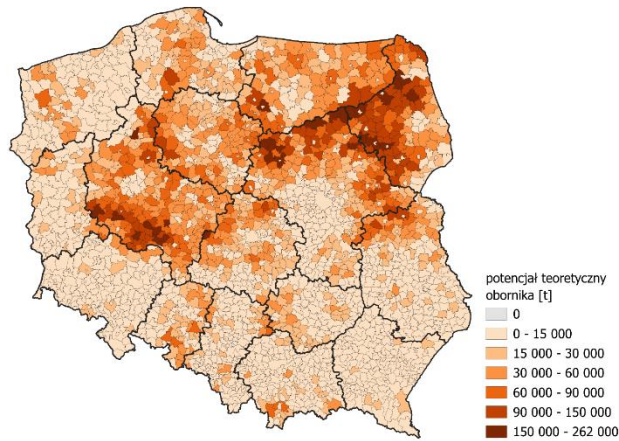 potencjał teoretyczny
obornika [t]
0
0 - 15 000
15 000 - 30 000
30 000 - 60 000
60 000 - 90 000
90 000 - 150 000
150 000 - 262 000